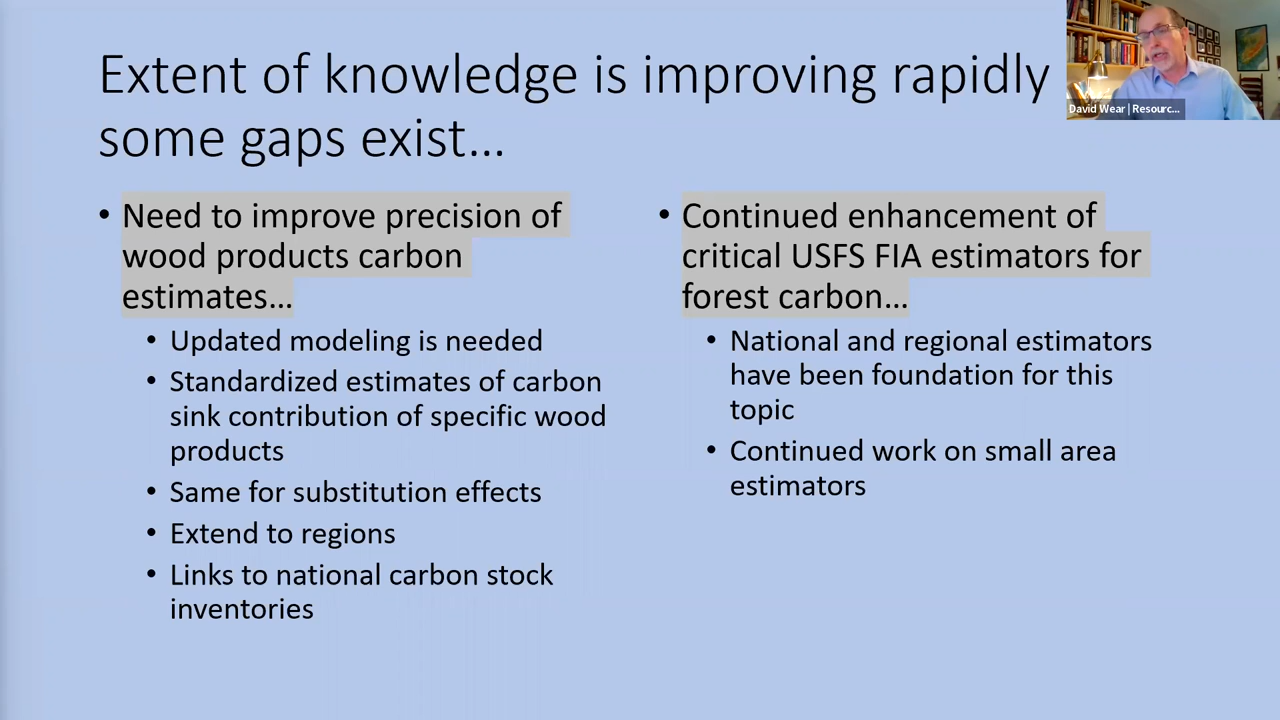 Extent of knowledge is improving rapidly
some gaps exist…
• Need to improve precision of
wood products carbon
estimates…
• Updated modeling is needed
• Standardized estimates of carbon
sink contribution of specific wood
products
• Same for substitution effects
• Extend to regions
• Links to national carbon stock
inventories
• Continued enhancement of
critical USFS FIA estimators for
forest carbon…
• National and regional estimators
have been foundation for this
topic
• Continued work on small area
estimators
David Wear | Resourc...